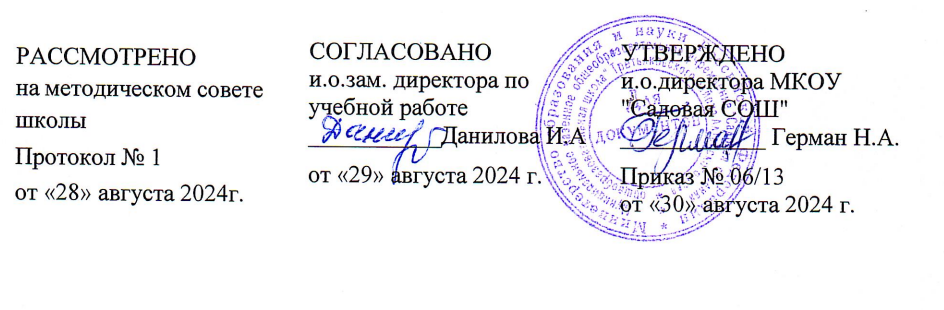 РАССМОТРЕНО
на методическом совете
школы
Протокол № 1
от «28» августа 2024г.
СОГЛАСОВАНО
и.о.зам. директора по
учебной работе
Данилова И.А
от «29» августа 2024 г.
УТВЕРЖДЕНО
и.о.директора МКОУ
"Садовая СОШ"
Герман Н.А.
Приказ № 06/13
от «30» августа 2024 г.